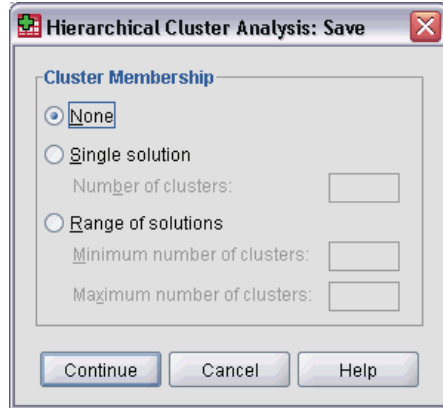 Hierarchical Cluster Analysis: Save
Cluster Membership
None
Single solution
Number of clusters:
Range of solutions
Minimum number of clusters:
Maximum number of clusters:
Continue
Cancel
Help